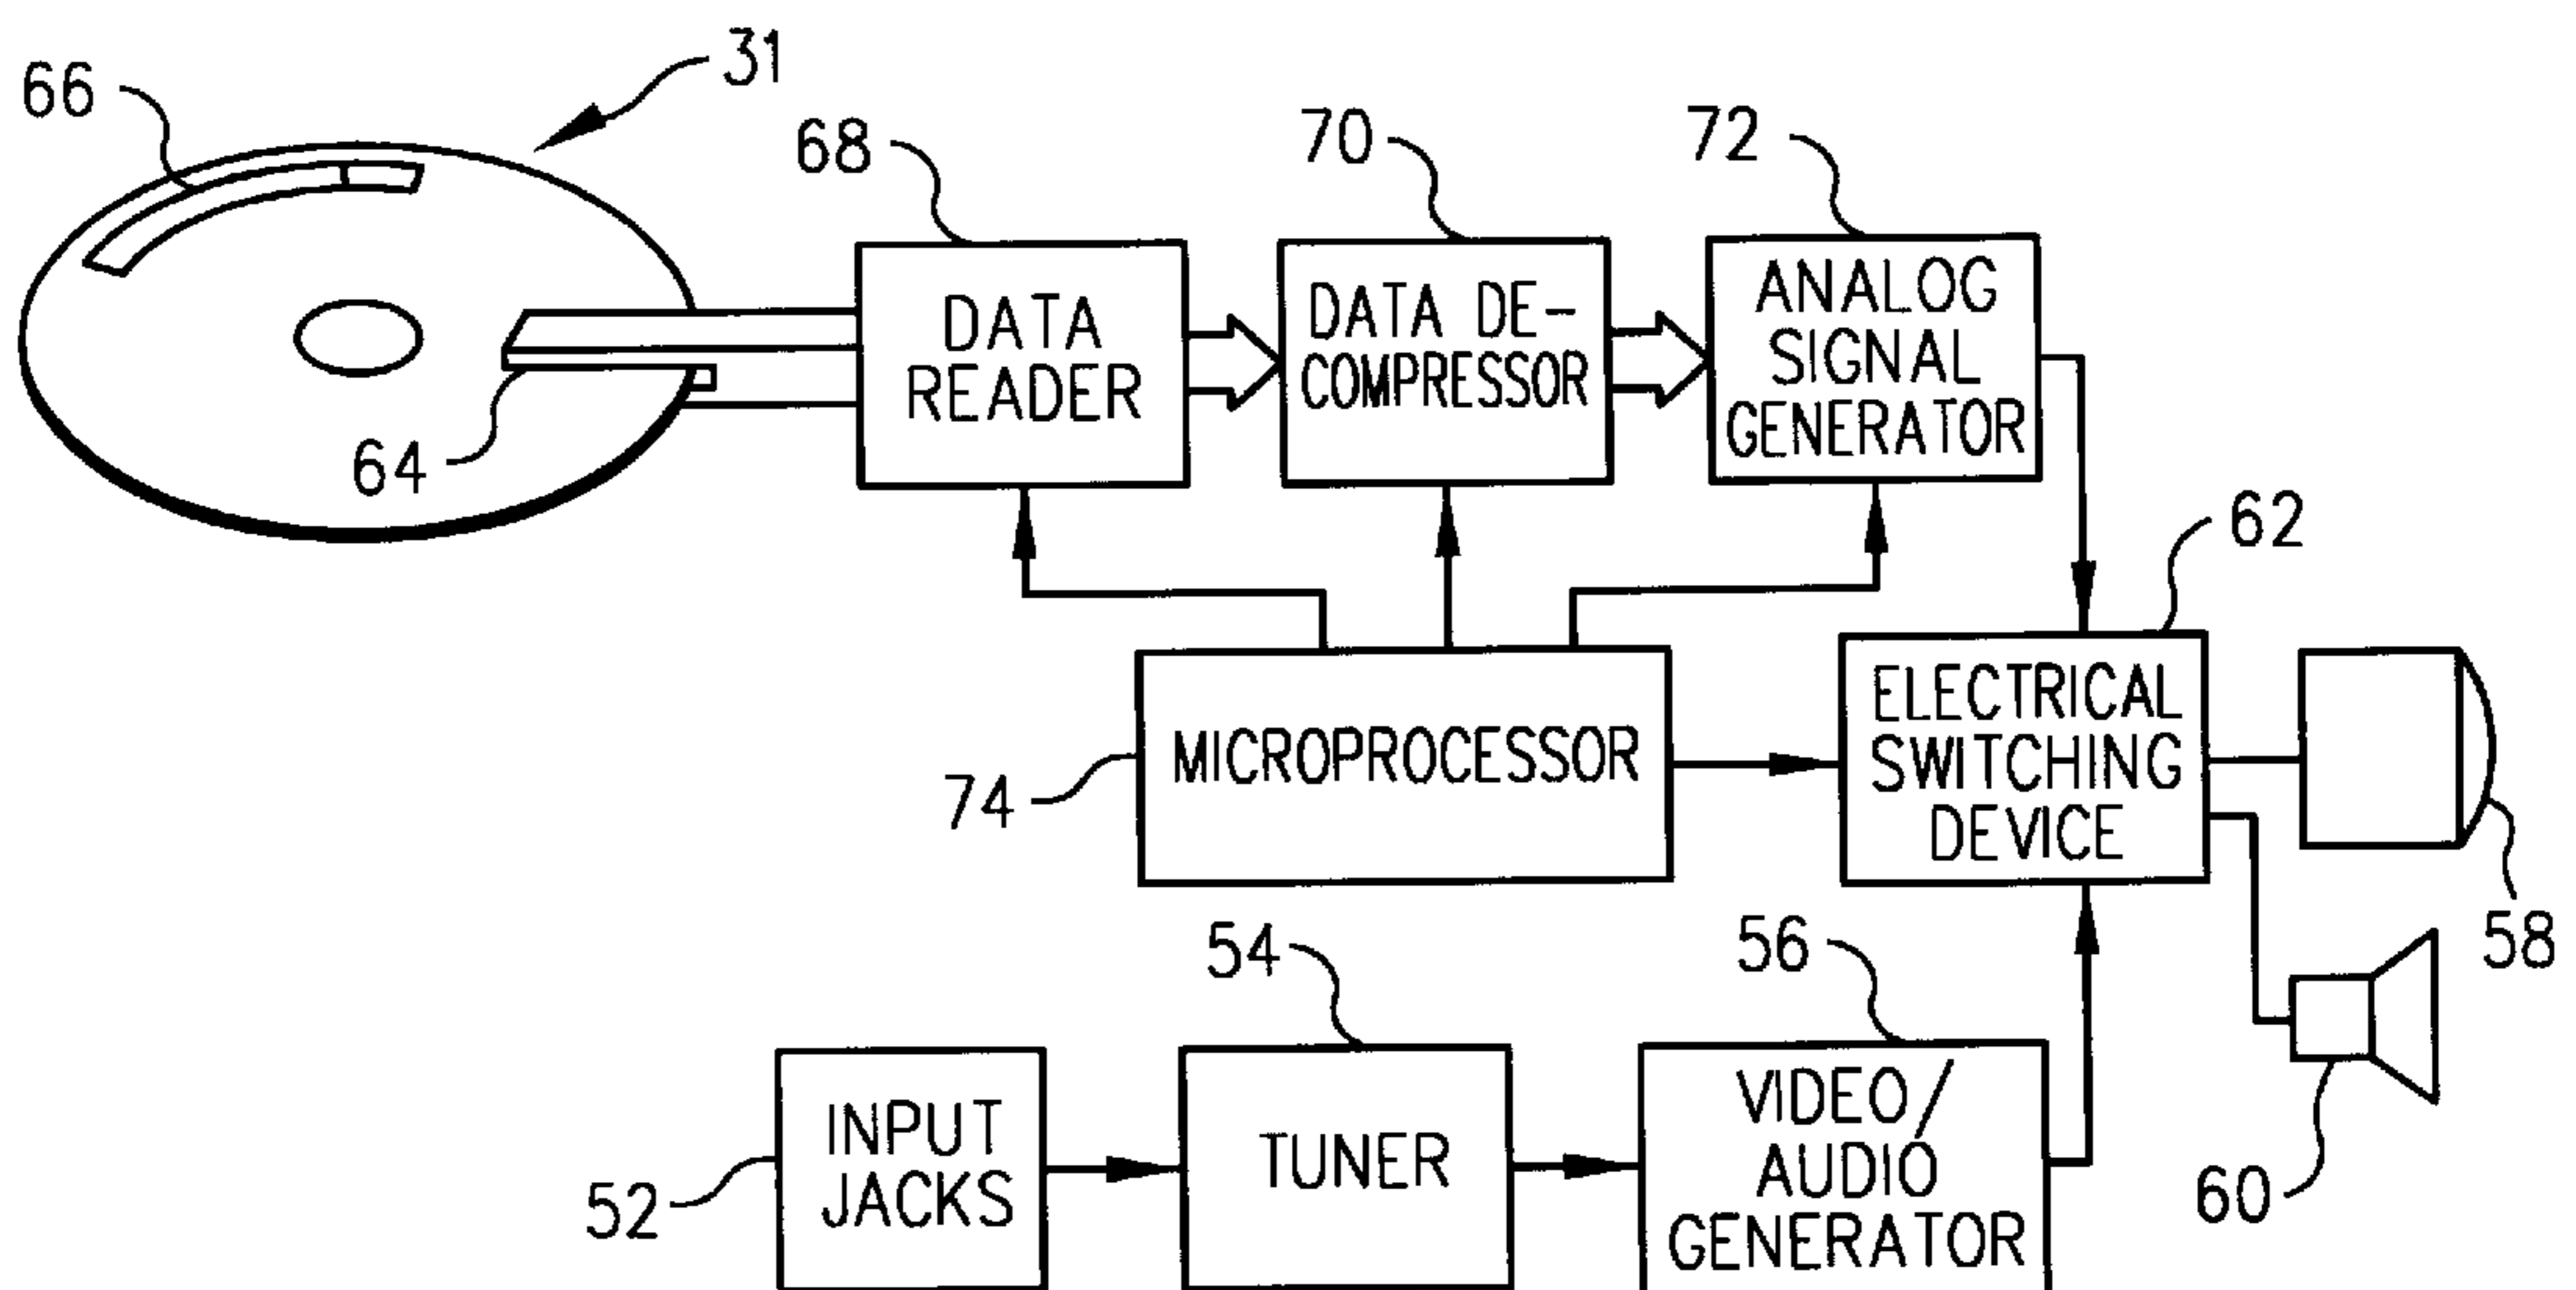 31
66
68
70
72
DATA
READER
DATA DE-
COMPRESSOR
ANALOG
SIGNAL
GENERATOR
64
62
MICROPROCESSOR
74
ELECTRICAL
SWITCHING
DEVICE
58
54
56
INPUT
JACKS
52
TUNER
VIDEO/
AUDIO
GENERATOR
60